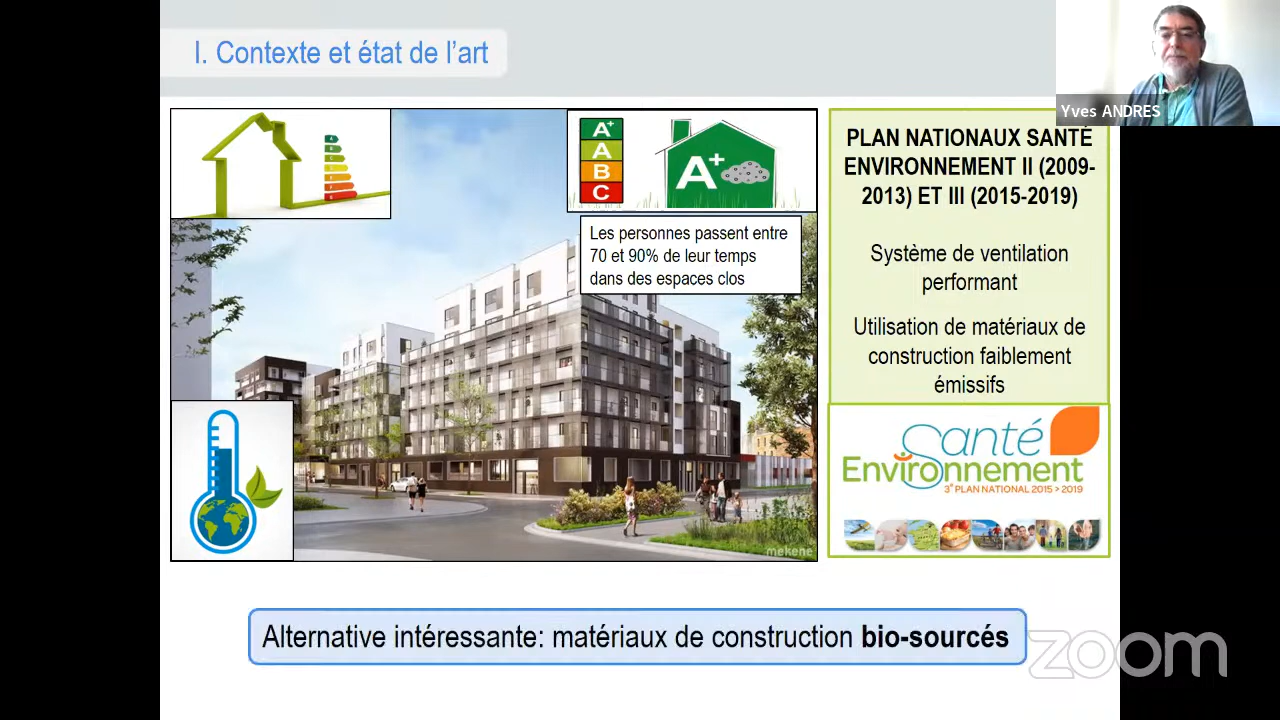 I. Contexte et état de l'art
Yves ANDRES
A+
A
B
C
A+
Les personnes passent entre
70 et 90% de leur temps
dans des espaces clos
PLAN NATIONAUX SANTÉ
ENVIRONNEMENT II (2009-
2013) ET III (2015-2019)
Système de ventilation
performant
Utilisation de matériaux de
construction faiblement
émissifs
Santé
Environnement
3e PLAN NATIONAL 2015 > 2019
mekene
Alternative intéressante: matériaux de construction bio-sourcés
zoom